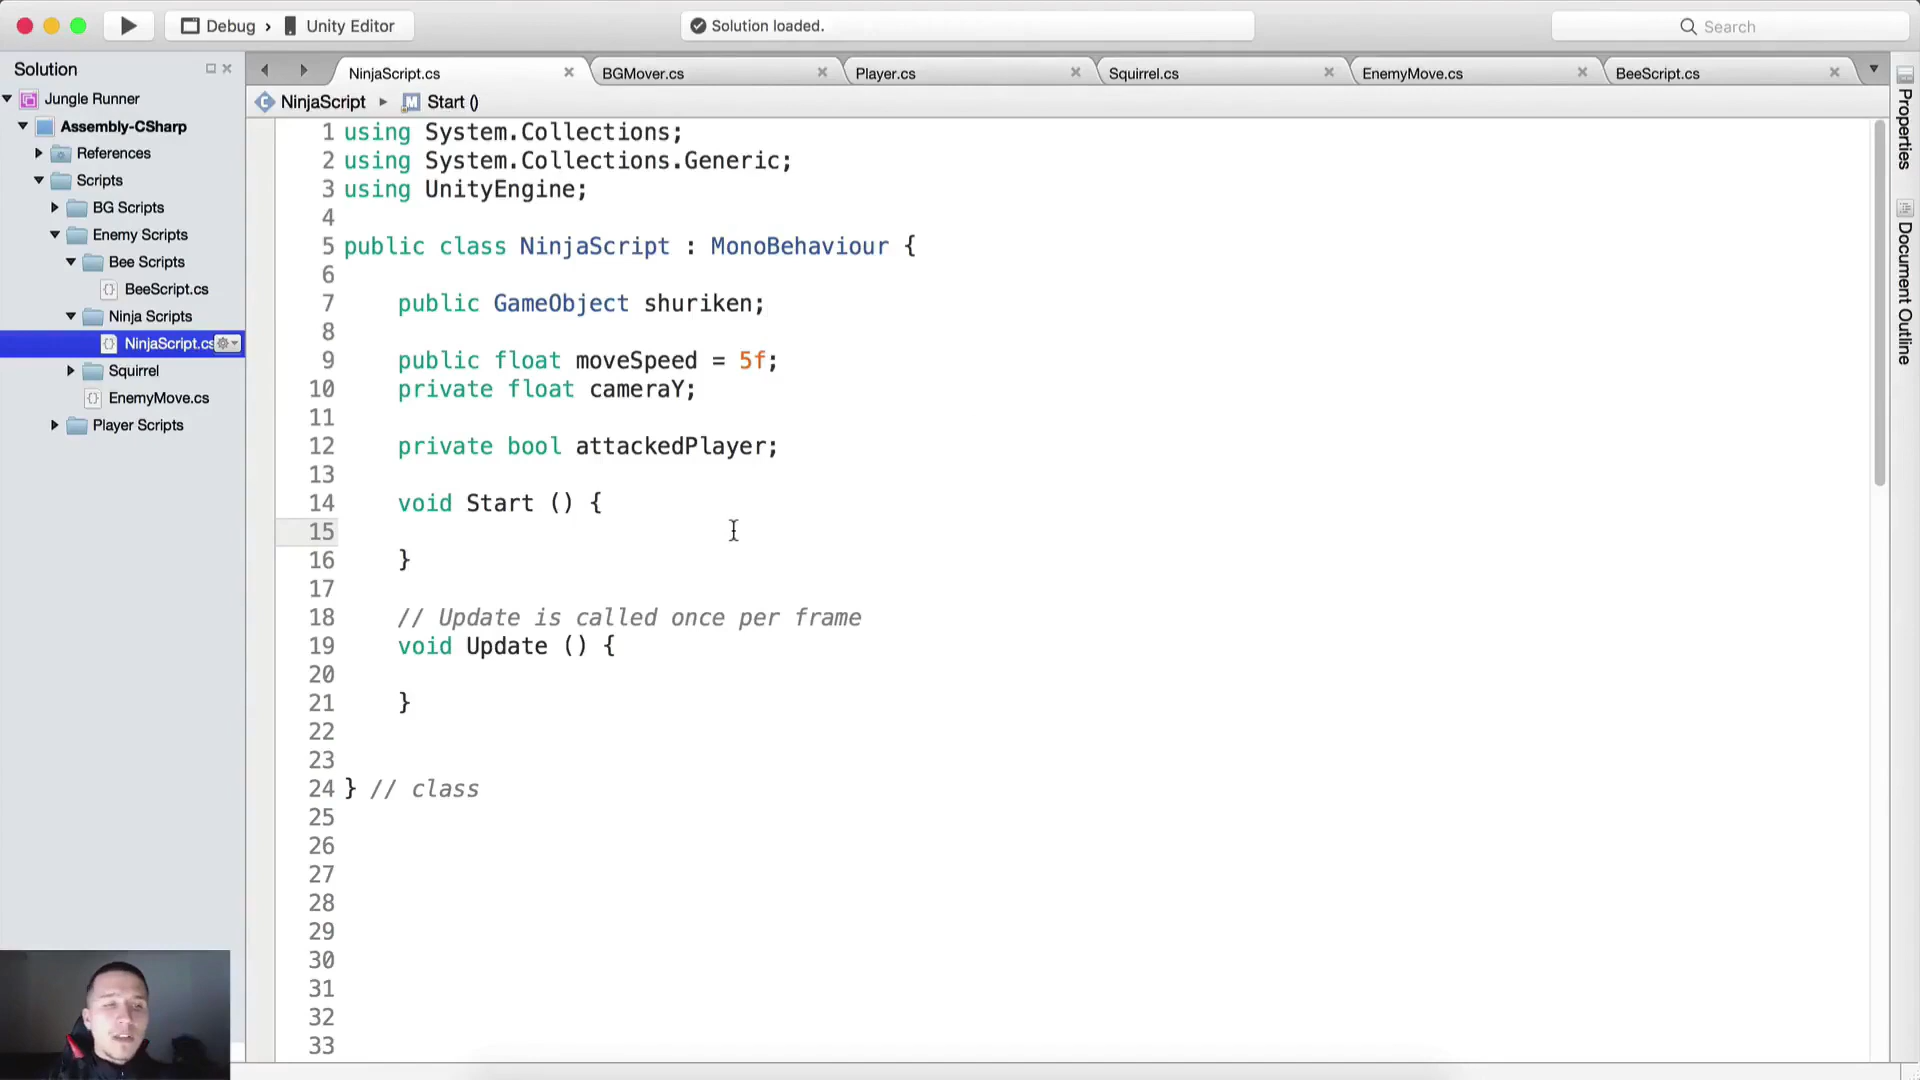 Debug › Unity Editor
Solution loaded.
Search
Solution
NinjaScript.cs
BGMover.cs
Player.cs
Squirrel.cs
EnemyMove.cs
BeeScript.cs
NinjaScript ▸ Start ()
Jungle Runner
Assembly-CSharp
References
Scripts
BG Scripts
Enemy Scripts
Bee Scripts
BeeScript.cs
Ninja Scripts
NinjaScript.cs
Squirrel
EnemyMove.cs
Player Scripts
1 using System.Collections;
2 using System.Collections.Generic;
3 using UnityEngine;
4
5 public class NinjaScript : MonoBehaviour {
6
7 public GameObject shuriken;
8
9 public float moveSpeed = 5f;
10 private float cameraY;
11
12 private bool attackedPlayer;
13
14 void Start () {
15
16 }
17
18 // Update is called once per frame
19 void Update () {
20
21 }
22
23
24 } // class
25
26
27
28
29
30
31
32
33
Properties
Document Outline